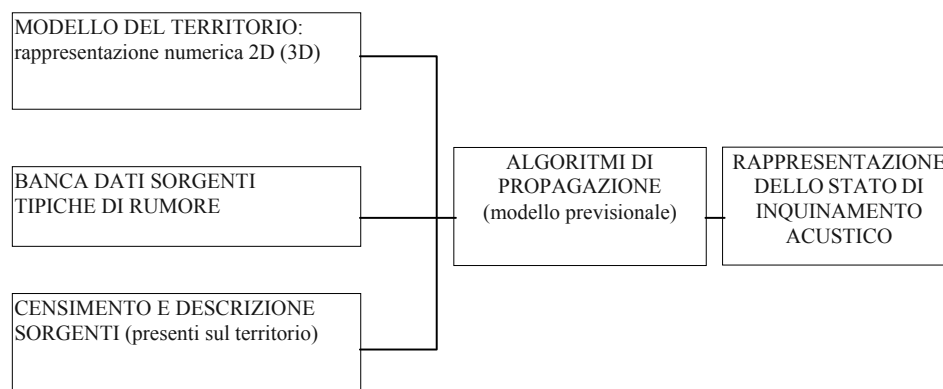 MODELLO DEL TERRITORIO:
rappresentazione numerica 2D (3D)
BANCA DATI SORGENTI
TIPICHE DI RUMORE
CENSIMENTO E DESCRIZIONE
SORGENTI (presenti sul territorio)
ALGORITMI DI
PROPAGAZIONE
(modello previsionale)
RAPPRESENTAZIONE
DELLO STATO DI
INQUINAMENTO
ACUSTICO